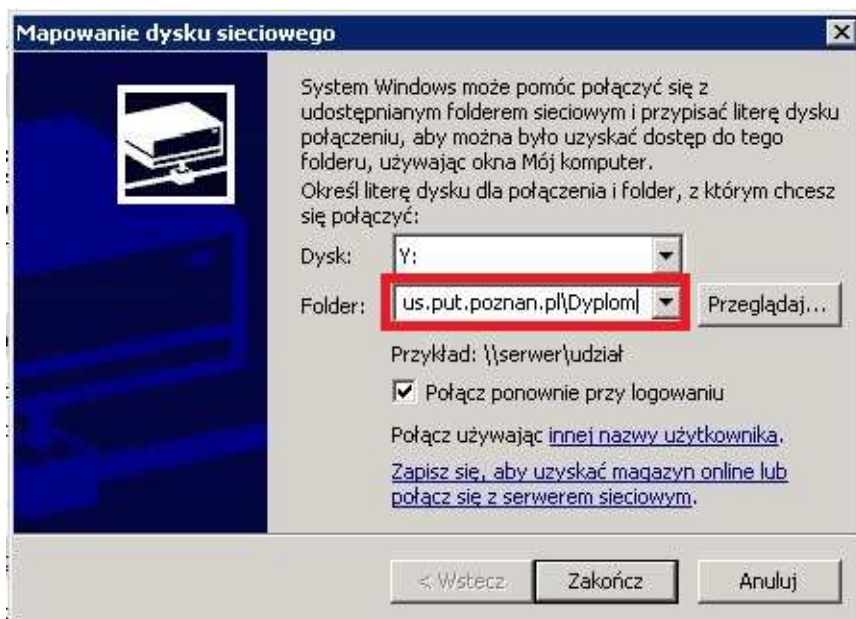 Mapowanie dysku sieciowego
System Windows może pomóc połączyć się z
udostępnianym folderem sieciowym i przypisać literę dysku
połączeniu, aby można było uzyskać dostęp do tego
folderu, używając okna Mój komputer.
Określ literę dysku dla połączenia i folder, z którym chcesz
się połączyć:
Dysk: Y:
Folder: us.put.poznan.pl\Dyplom Przeglądaj...
Przykład: \\serwer\udział
Połącz ponownie przy logowaniu
Połącz używając innej nazwy użytkownika.
Zapisz się, aby uzyskać magazyn online lub
połącz się z serwerem sieciowym.
< Wstecz Zakończ Anuluj